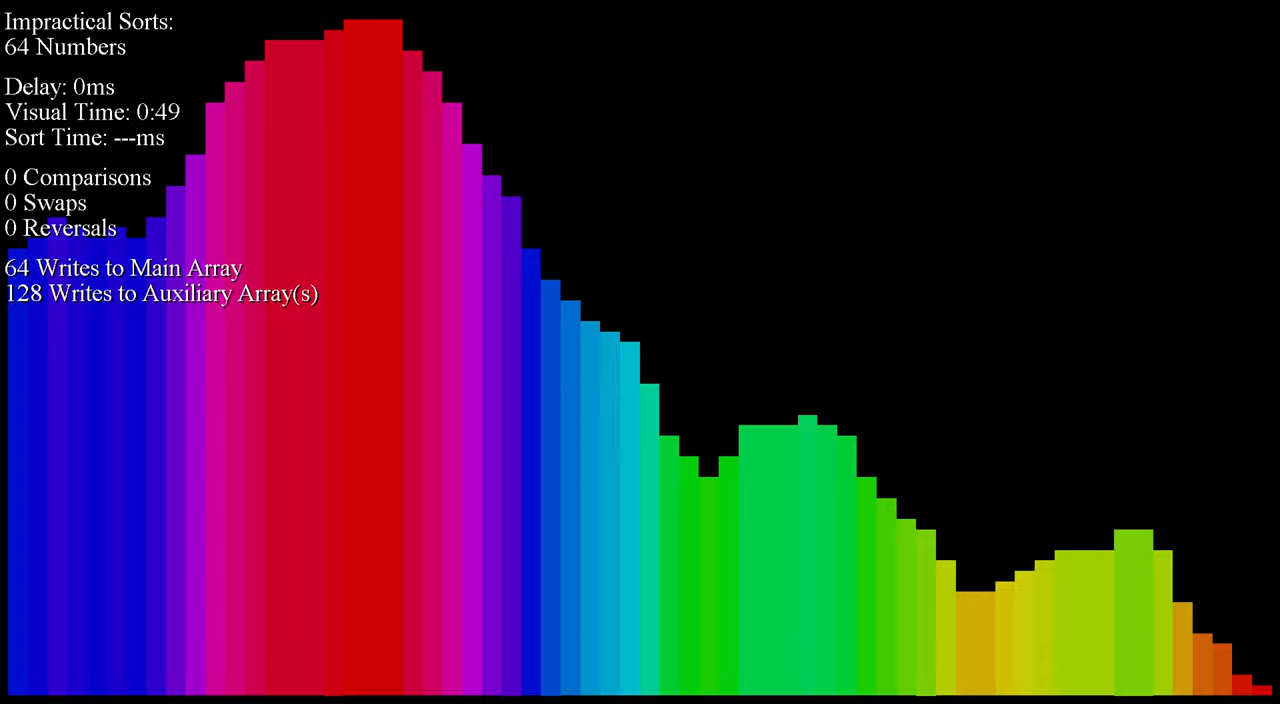 Impractical Sorts:
64 Numbers
Delay: 0ms
Visual Time: 0:49
Sort Time: ---ms
0 Comparisons
0 Swaps
0 Reversals
64 Writes to Main Array
128 Writes to Auxiliary Array(s)